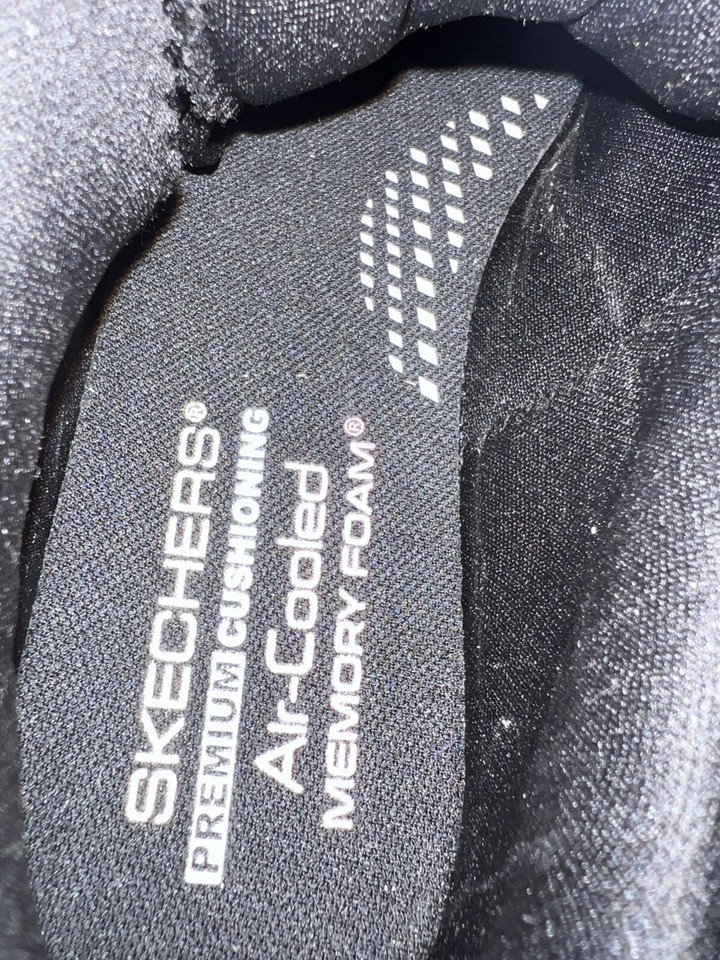 SKECHERS®
PREMIUM CUSHIONING
Air-Cooled
MEMORY FOAM®